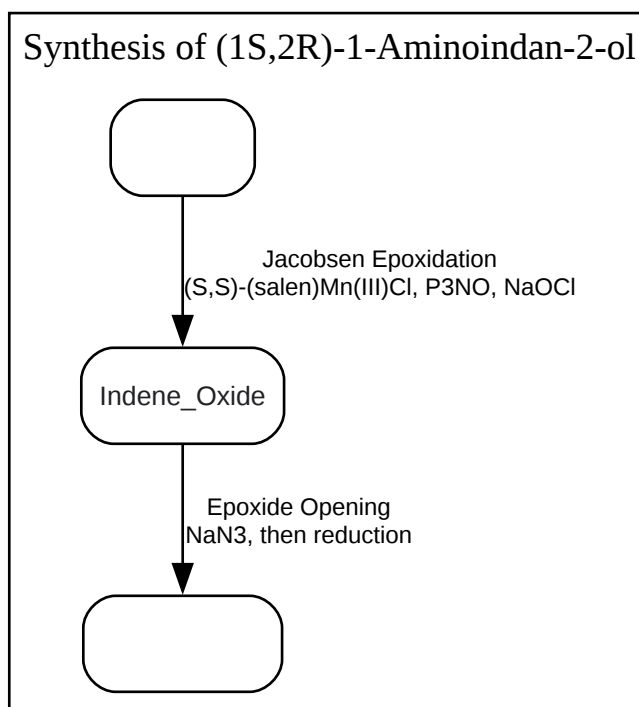 Synthesis of (1S,2R)-1-Aminoindan-2-ol
Jacobsen Epoxidation
(S,S)-(salen)Mn(III)Cl, P3NO, NaOCl
Indene_Oxide
Epoxide Opening
NaN3, then reduction